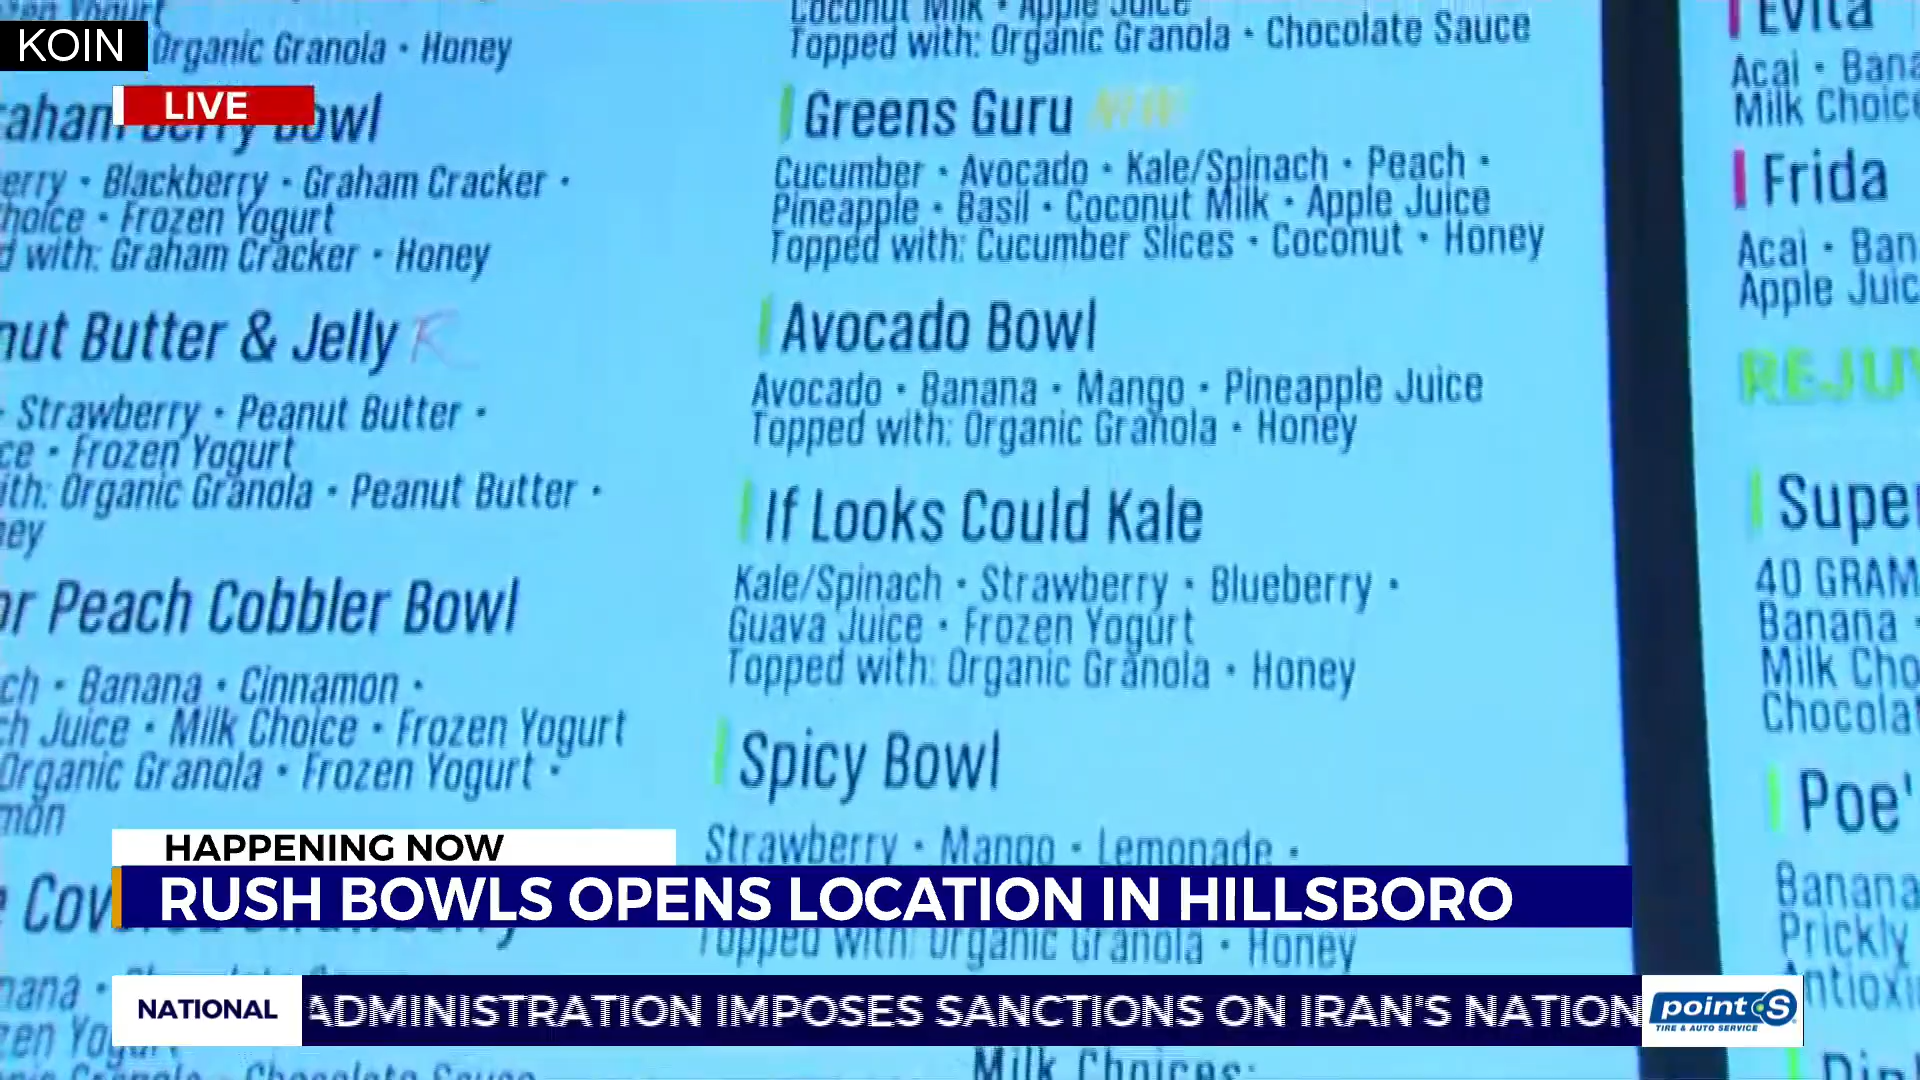 KOIN
LIVE
Organic Granola • Honey
Berry Bowl
Blackberry • Graham Cracker •
Frozen Yogurt
with: Graham Cracker • Honey
Butter & Jelly R
• Strawberry • Peanut Butter •
• Frozen Yogurt
Organic Granola • Peanut Butter •
Peach Cobbler Bowl
• Banana • Cinnamon •
Juice • Milk Choice • Frozen Yogurt
Organic Granola • Frozen Yogurt •
Coconut Milk • Apple Juice
Topped with: Organic Granola • Chocolate Sauce
Greens Guru NEW
Cucumber • Avocado • Kale/Spinach • Peach •
Pineapple • Basil • Coconut Milk • Apple Juice
Topped with: Cucumber Slices • Coconut • Honey
Avocado Bowl
Avocado • Banana • Mango • Pineapple Juice
Topped with: Organic Granola • Honey
If Looks Could Kale
Kale/Spinach • Strawberry • Blueberry •
Guava Juice • Frozen Yogurt
Topped with: Organic Granola • Honey
Spicy Bowl
Strawberry • Mango • Lemonade •
Topped with: Organic Granola • Honey
Milk Choices:
Evita
Acai •
Milk Choice
Frida
Acai •
Apple
40 GRAM
Banana
Milk
Poe'
Banana
Prickly
HAPPENING NOW
RUSH BOWLS OPENS LOCATION IN HILLSBORO
NATIONAL
ADMINISTRATION IMPOSES SANCTIONS ON IRAN'S NATION
point S
TIRE & AUTO SERVICE